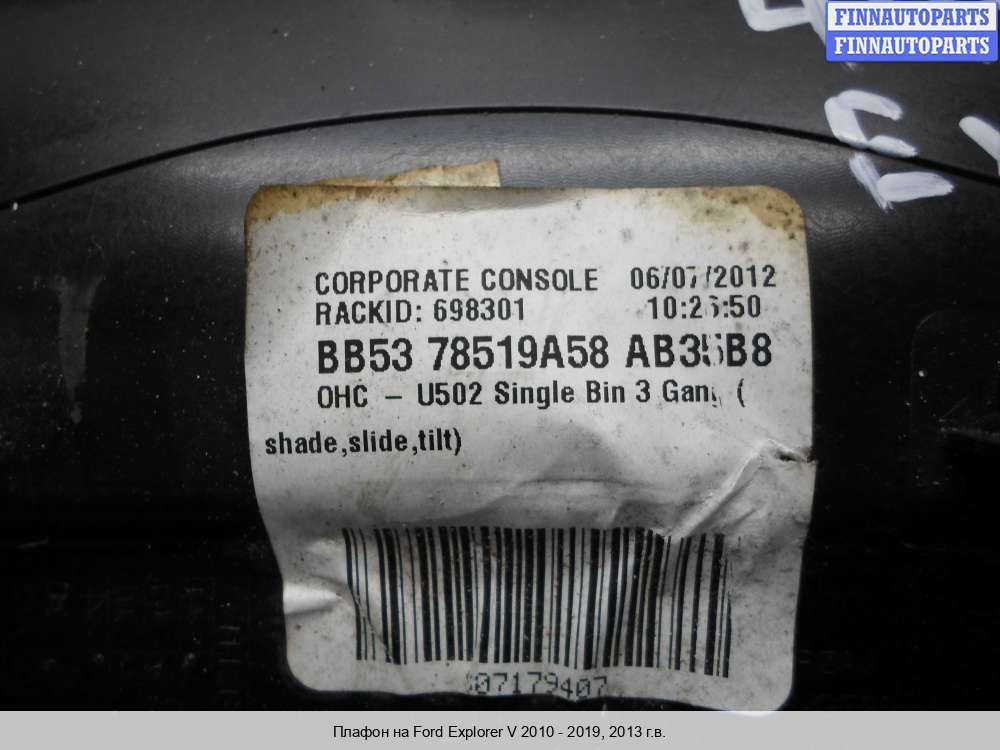 FINNAUTOPARTS
FINNAUTOPARTS
CORPORATE CONSOLE 06/07/2012
RACKID: 698301 10:26:50
BB53 78519A58 AB35B8
OHC - U502 Single Bin 3 Gang (
shade,slide,tilt)
07179407
Плафон на Ford Explorer V 2010 - 2019, 2013 г.в.